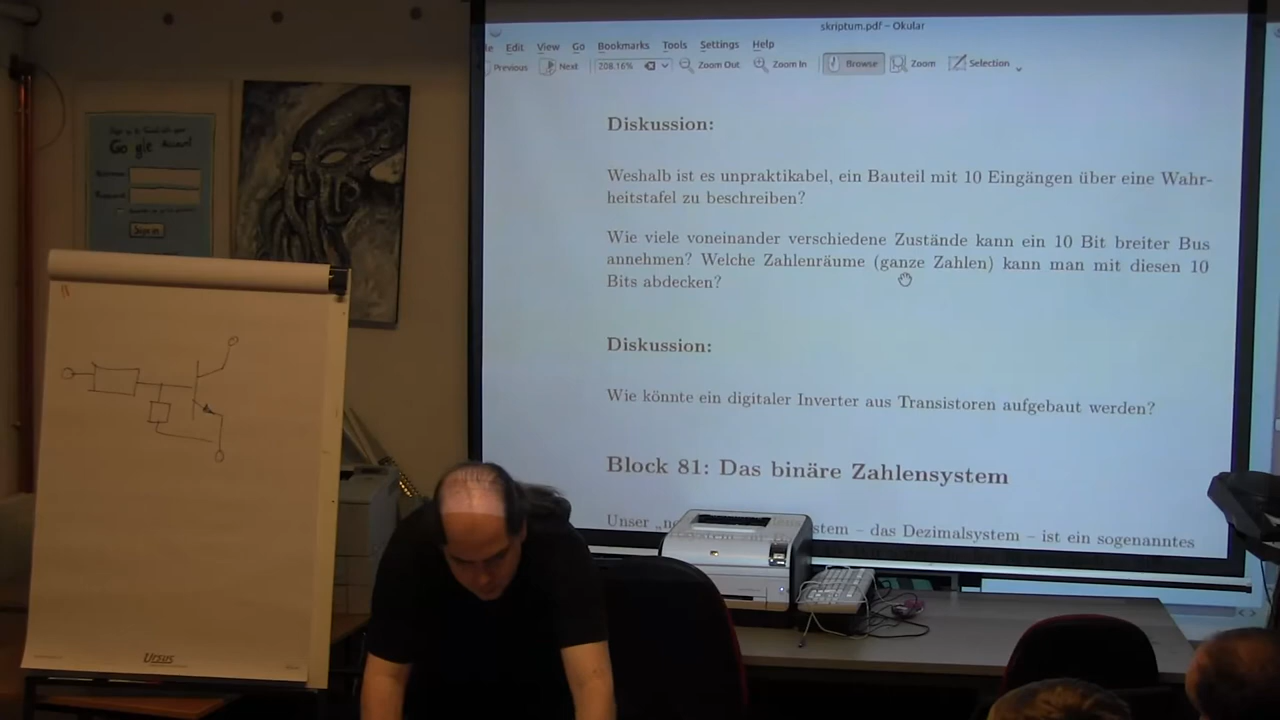 skriptum.pdf – Okular
Edit View Go Bookmarks Tools Settings Help
Previous Next 208.16% Zoom Out Zoom In Browse Zoom Selection
Diskussion:
Weshalb ist es unpraktikabel, ein Bauteil mit 10 Eingängen über eine Wahr-
heitstafel zu beschreiben?
Wie viele voneinander verschiedene Zustände kann ein 10 Bit breiter Bus
annehmen? Welche Zahlenräume (ganze Zahlen) kann man mit diesen 10
Bits abdecken?
Diskussion:
Wie könnte ein digitaler Inverter aus Transistoren aufgebaut werden?
Block 81: Das binäre Zahlensystem
Unser stem – das Dezimalsystem – ist ein sogenanntes
Google Account
Sign in